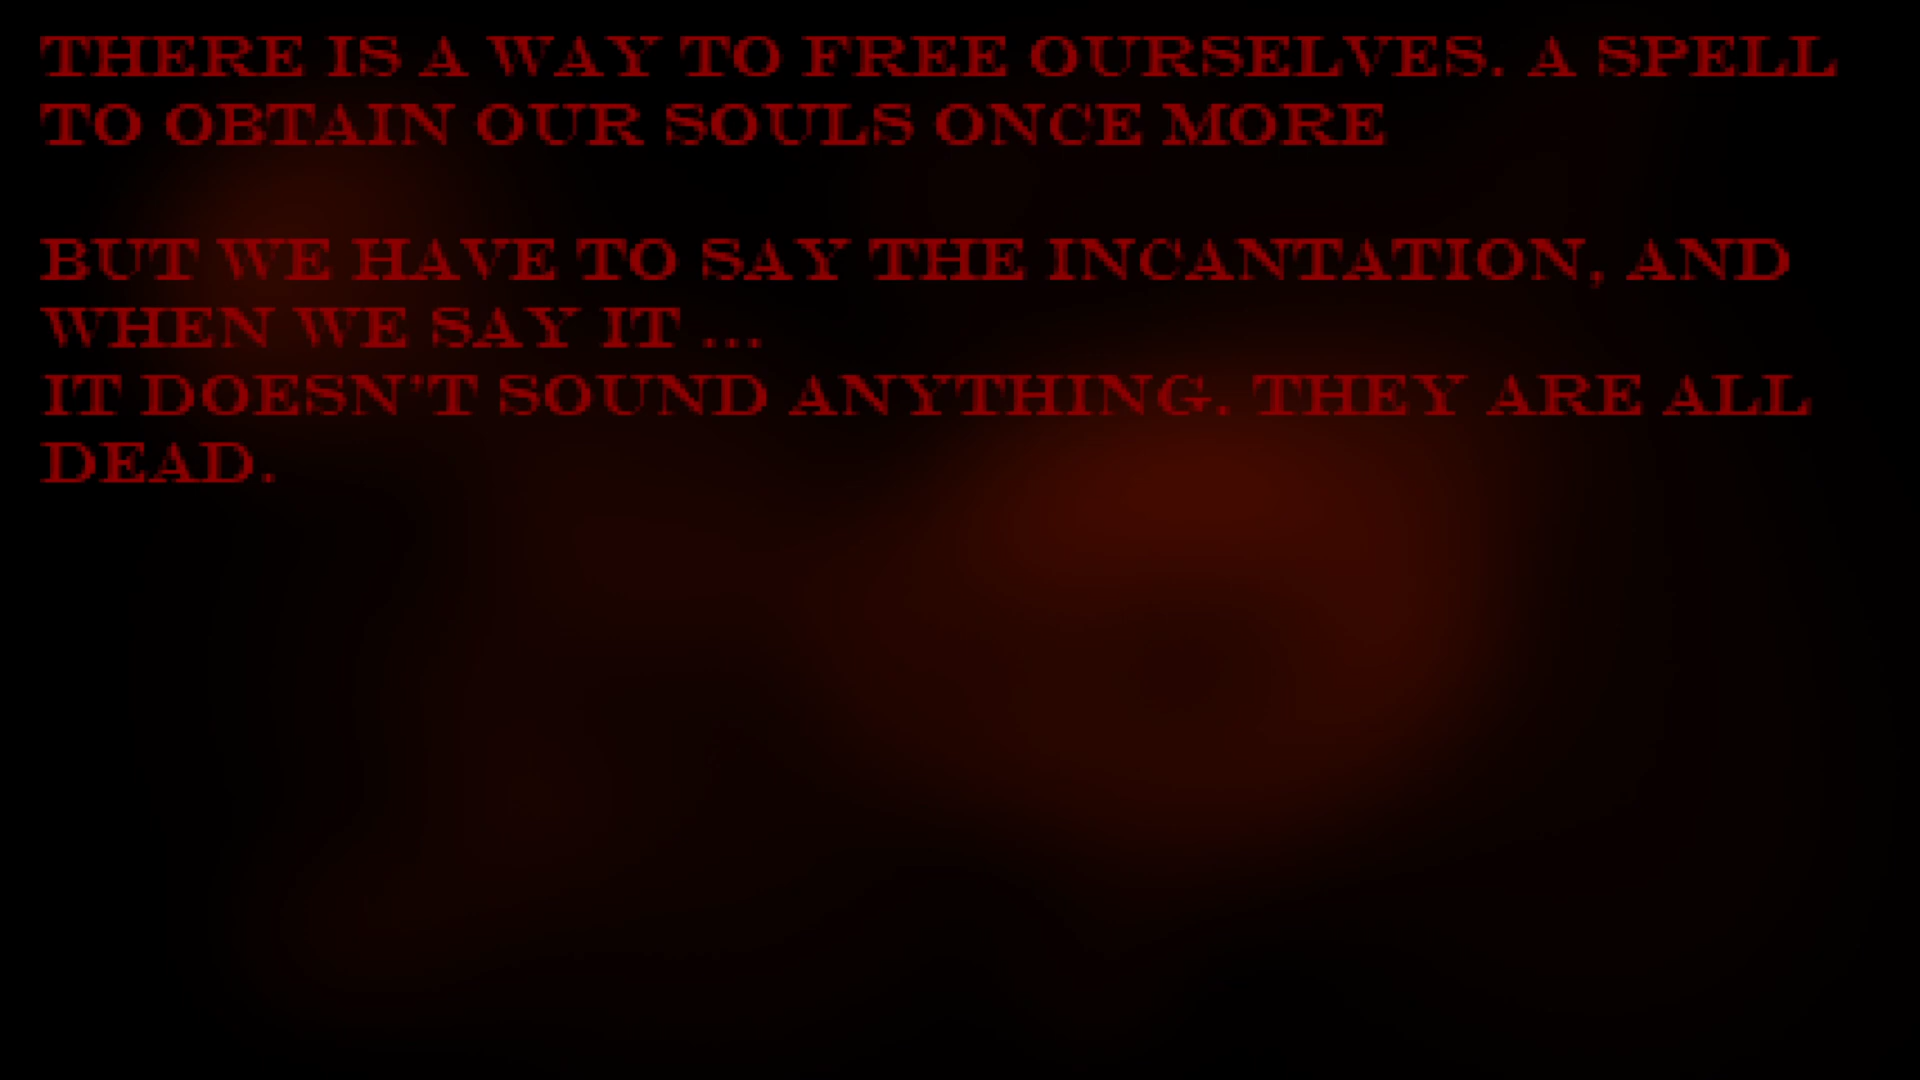 THERE IS A WAY TO FREE OURSELVES. A SPELL
TO OBTAIN OUR SOULS ONCE MORE
BUT WE HAVE TO SAY THE INCANTATION, AND
WHEN WE SAY IT ...
IT DOESN'T SOUND ANYTHING. THEY ARE ALL
DEAD.